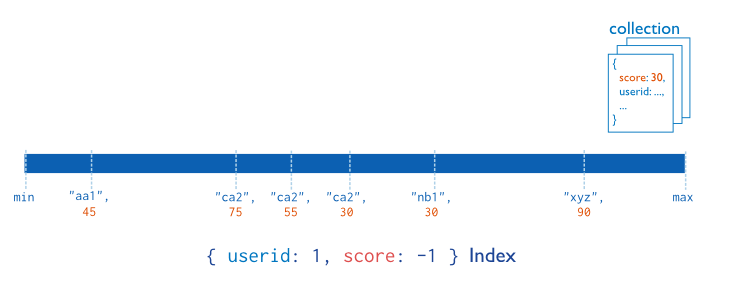 collection
{
score: 30,
userid: ...,
...
}
min "aa1", "ca2", "ca2", "ca2", "nb1", "xyz", max
45 75 55 30 30 90
{ userid: 1, score: -1 } Index